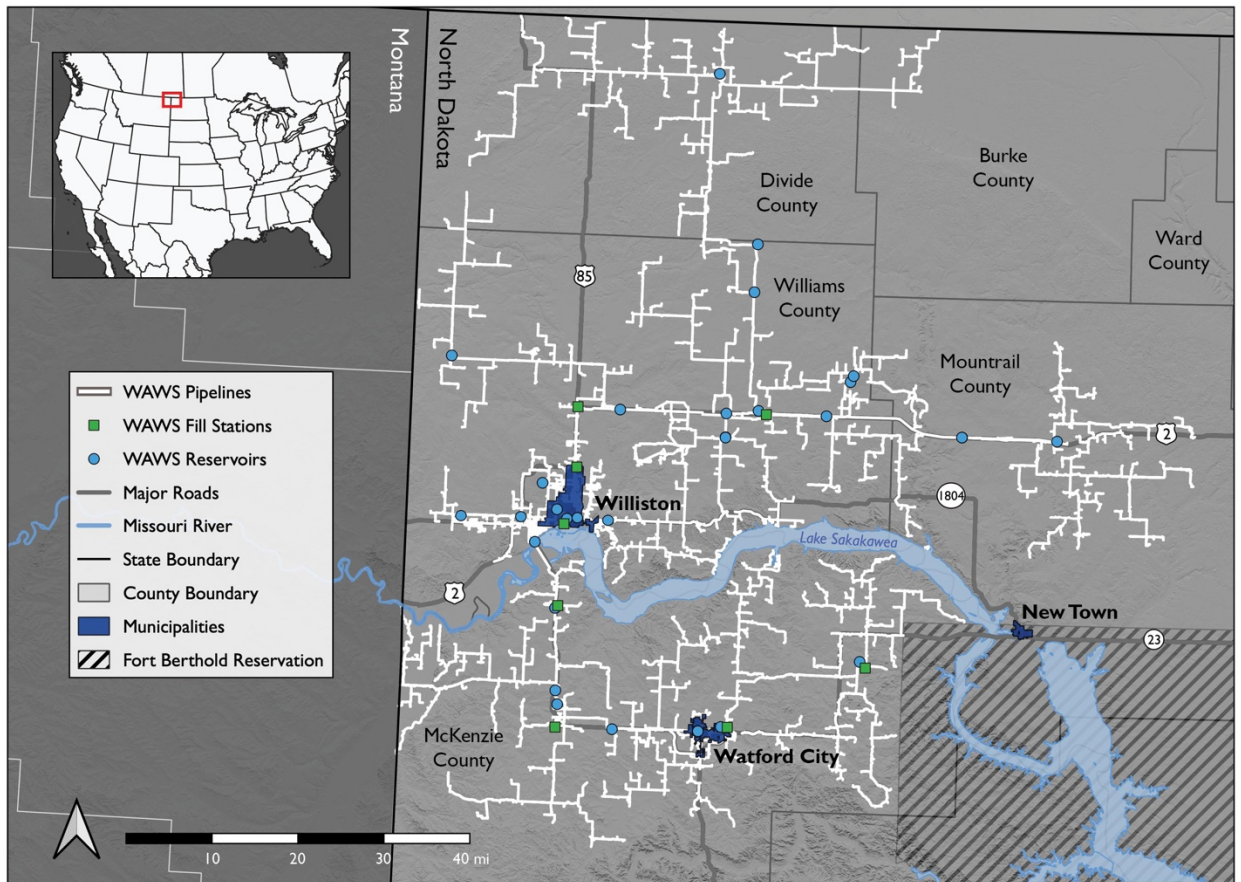 Montana
North Dakota
Burke
County
Divide
County
Ward
County
85
Williams
County
Mountrail
County
WAWS Pipelines
WAWS Fill Stations
WAWS Reservoirs
Major Roads
Missouri River
State Boundary
County Boundary
Municipalities
Fort Berthold Reservation
2
Williston
1804
Lake Sakakawea
2
New Town
23
McKenzie
County
Watford City
10
20
30
40 mi